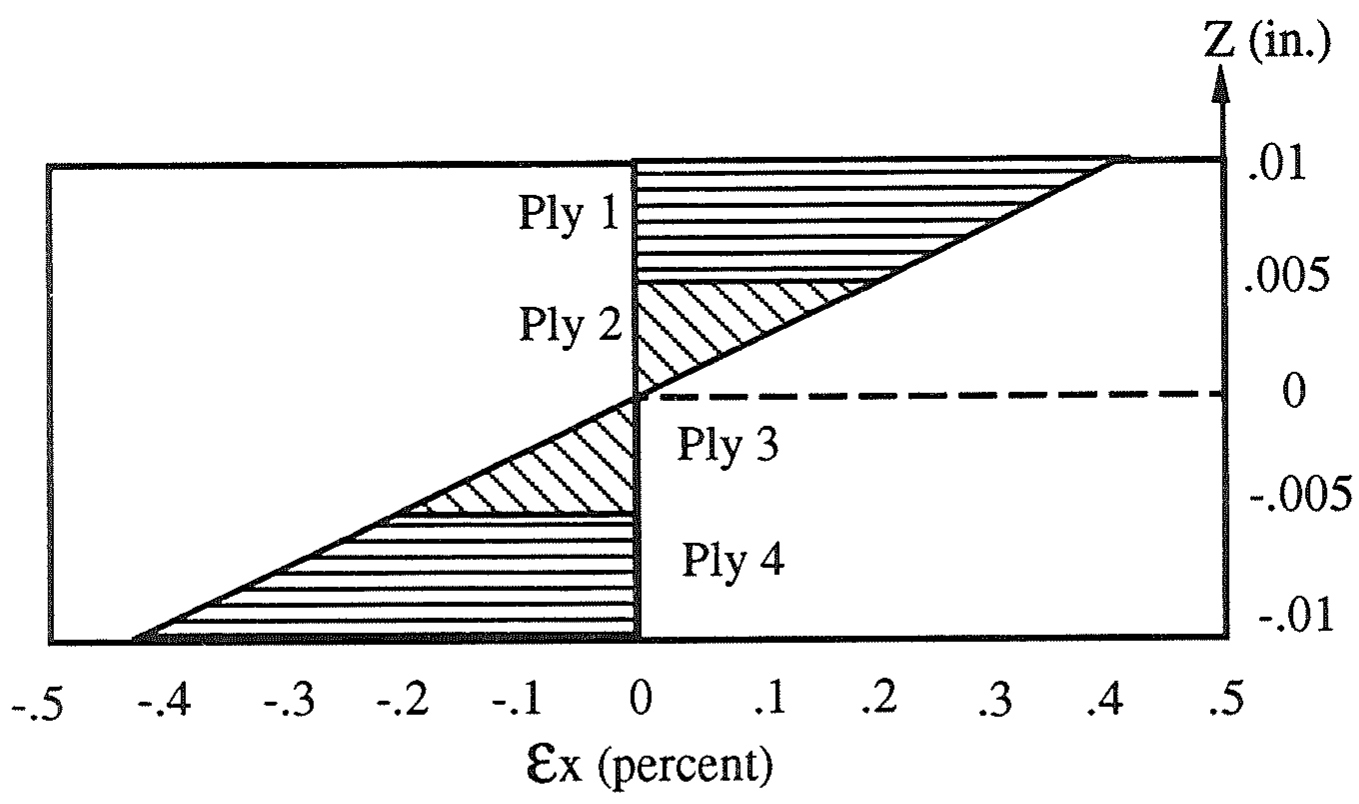 Z (in.)
.01
Ply 1
.005
Ply 2
0
Ply 3
-.005
Ply 4
-.01
-.5 -.4 -.3 -.2 -.1 0 .1 .2 .3 .4 .5
Ɛx (percent)